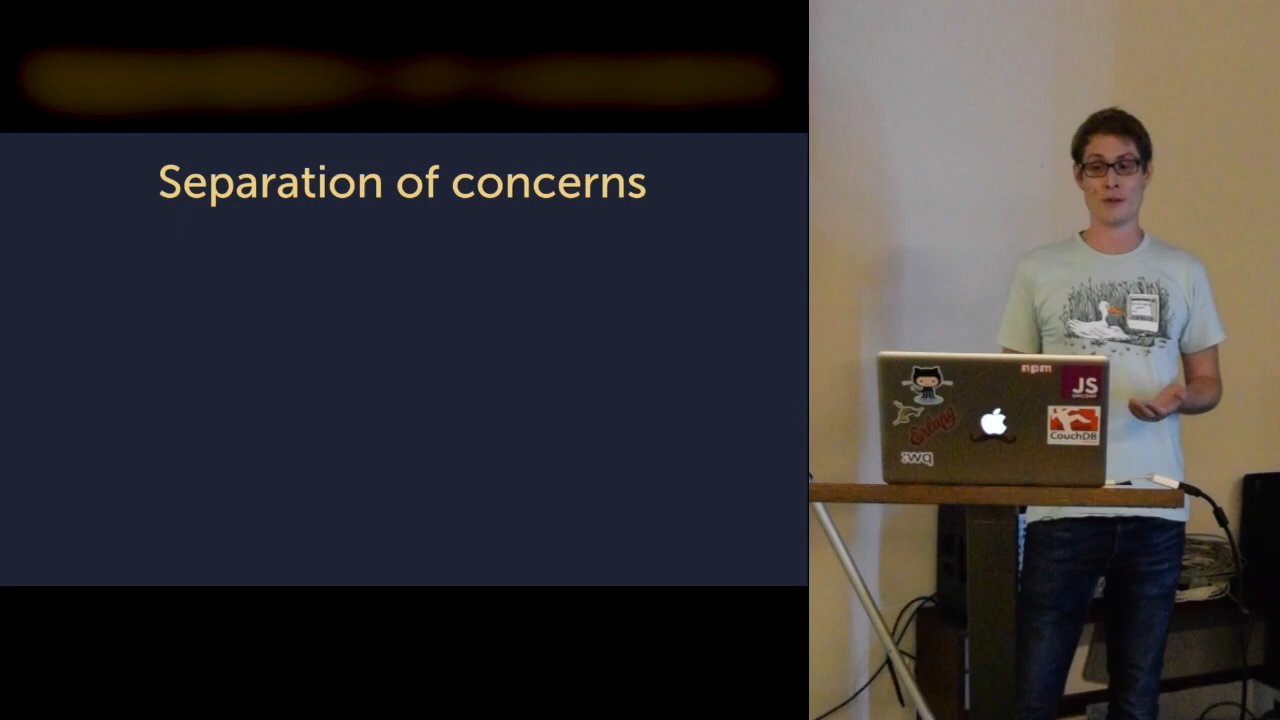 Separation of concerns
npm
JS
Erlang
CouchDB
:wq